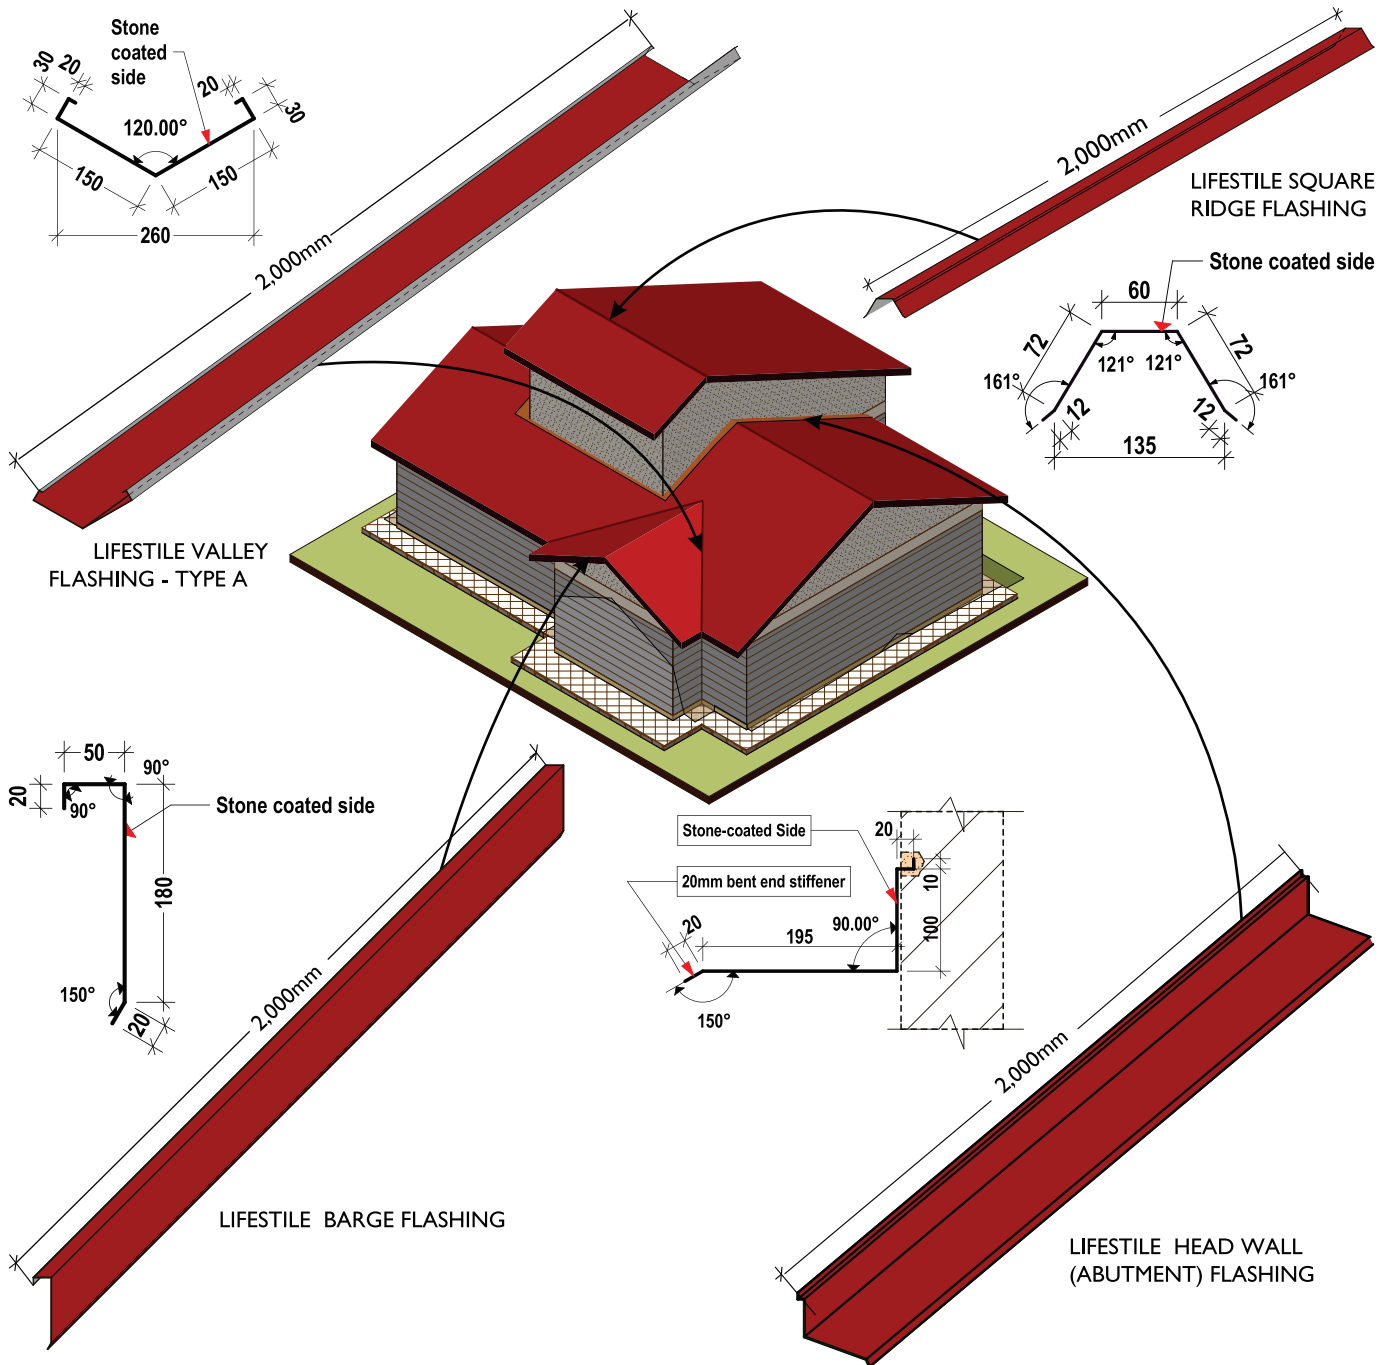 Stone
coated
side
30
20
20
30
120.00°
150
150
260
2,000mm
LIFESTILE VALLEY
FLASHING - TYPE A
2,000mm
LIFESTILE SQUARE
RIDGE FLASHING
Stone coated side
60
72
72
121°
121°
161°
161°
12
12
135
50
90°
20
90°
Stone coated side
180
150°
20
2,000mm
LIFESTILE BARGE FLASHING
Stone-coated Side
20mm bent end stiffener
20
10
100
20
195
90.00°
150°
2,000mm
LIFESTILE HEAD WALL
(ABUTMENT) FLASHING